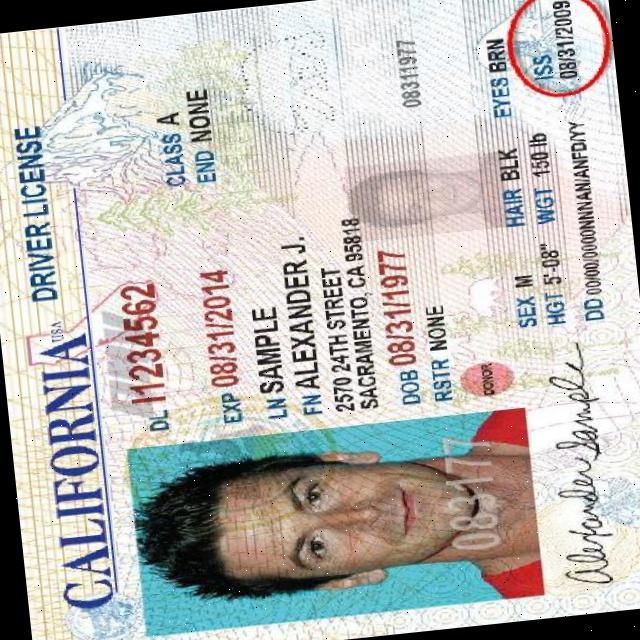 CALIFORNIA USA DRIVER LICENSE
DL I1234562 CLASS A
EXP 08/31/2014 END NONE
LN SAMPLE
FN ALEXANDER J.
2570 24TH STREET
SACRAMENTO, CA 95818
DOB 08/31/1977
RSTR NONE 08311977
DONOR
SEX M HAIR BLK EYES BRN
HGT 5'-08" WGT 150 lb ISS
DD 00/00/0000NNNAN/ANFD/YY 08/31/2009
Alexander Sample